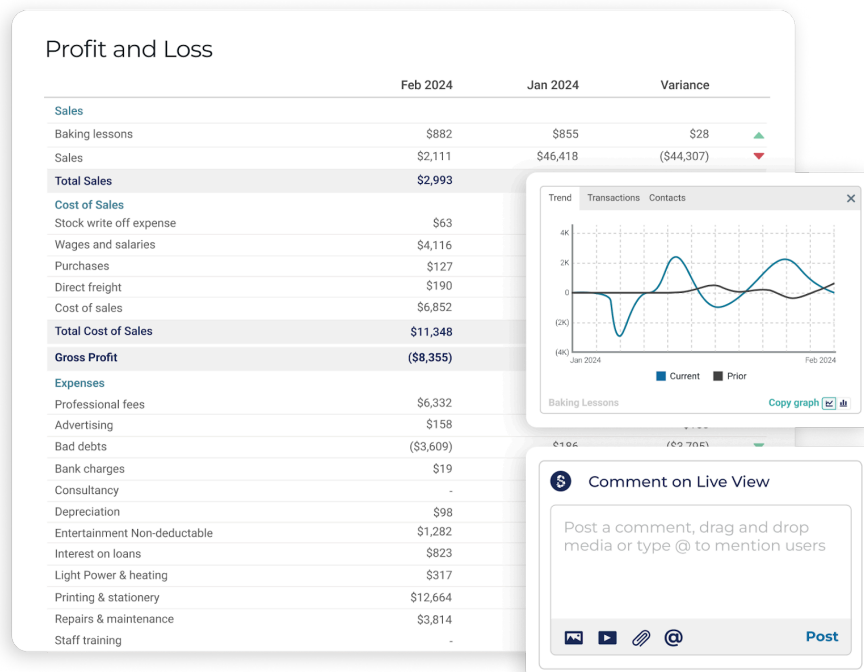 Profit and Loss
Feb 2024 Jan 2024 Variance
Sales
Baking lessons $882 $855 $28
Sales $2,111 $46,418 ($44,307)
Total Sales $2,993
Cost of Sales
Stock write off expense $63
Wages and salaries $4,116
Purchases $127
Direct freight $190
Cost of sales $6,852
Total Cost of Sales $11,348
Gross Profit ($8,355)
Expenses
Professional fees $6,332
Advertising $158
Bad debts ($3,609) $186 ($3,795)
Bank charges $19
Consultancy -
Depreciation $98
Entertainment Non-deductable $1,282
Interest on loans $823
Light Power & heating $317
Printing & stationery $12,664
Repairs & maintenance $3,814
Staff training -
Trend Transactions Contacts
4K
2K
0
(2K)
(4K)
Jan 2024 Feb 2024
Current Prior
Baking Lessons Copy graph
$ Comment on Live View
Post a comment, drag and drop
media or type @ to mention users
@ Post